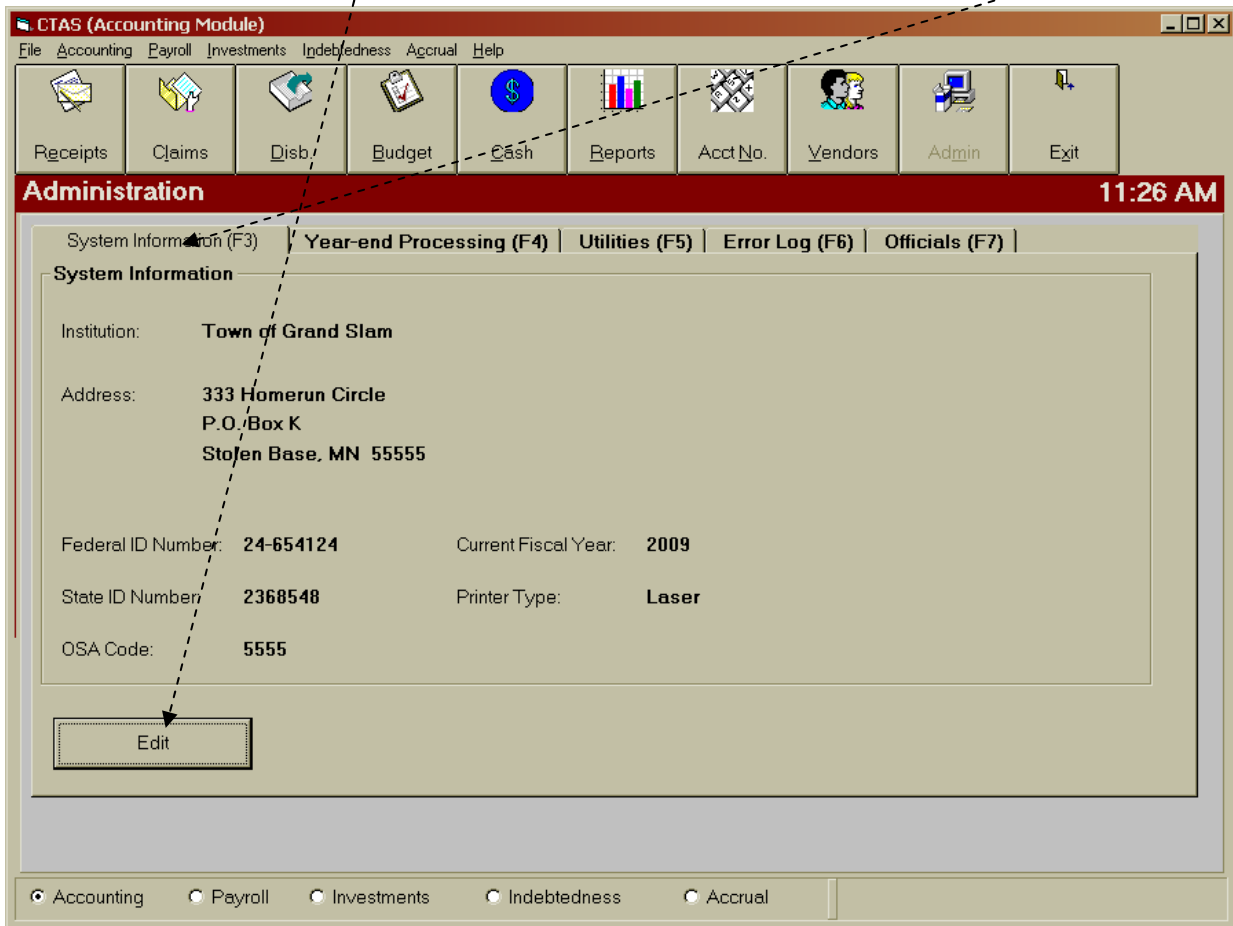 CTAS (Accounting Module)
File Accounting Payroll Investments Indebtedness Accrual Help
Receipts Claims Disb. Budget Cash Reports Acct No. Vendors Admin Exit
Administration 11:26 AM
System Information (F3) Year-end Processing (F4) Utilities (F5) Error Log (F6) Officials (F7)
System Information
Institution: Town of Grand Slam
Address: 333 Homerun Circle
P.O. Box K
Stolen Base, MN 55555
Federal ID Number: 24-654124 Current Fiscal Year: 2009
State ID Number: 2368548 Printer Type: Laser
OSA Code: 5555
Edit
Accounting Payroll Investments Indebtedness Accrual